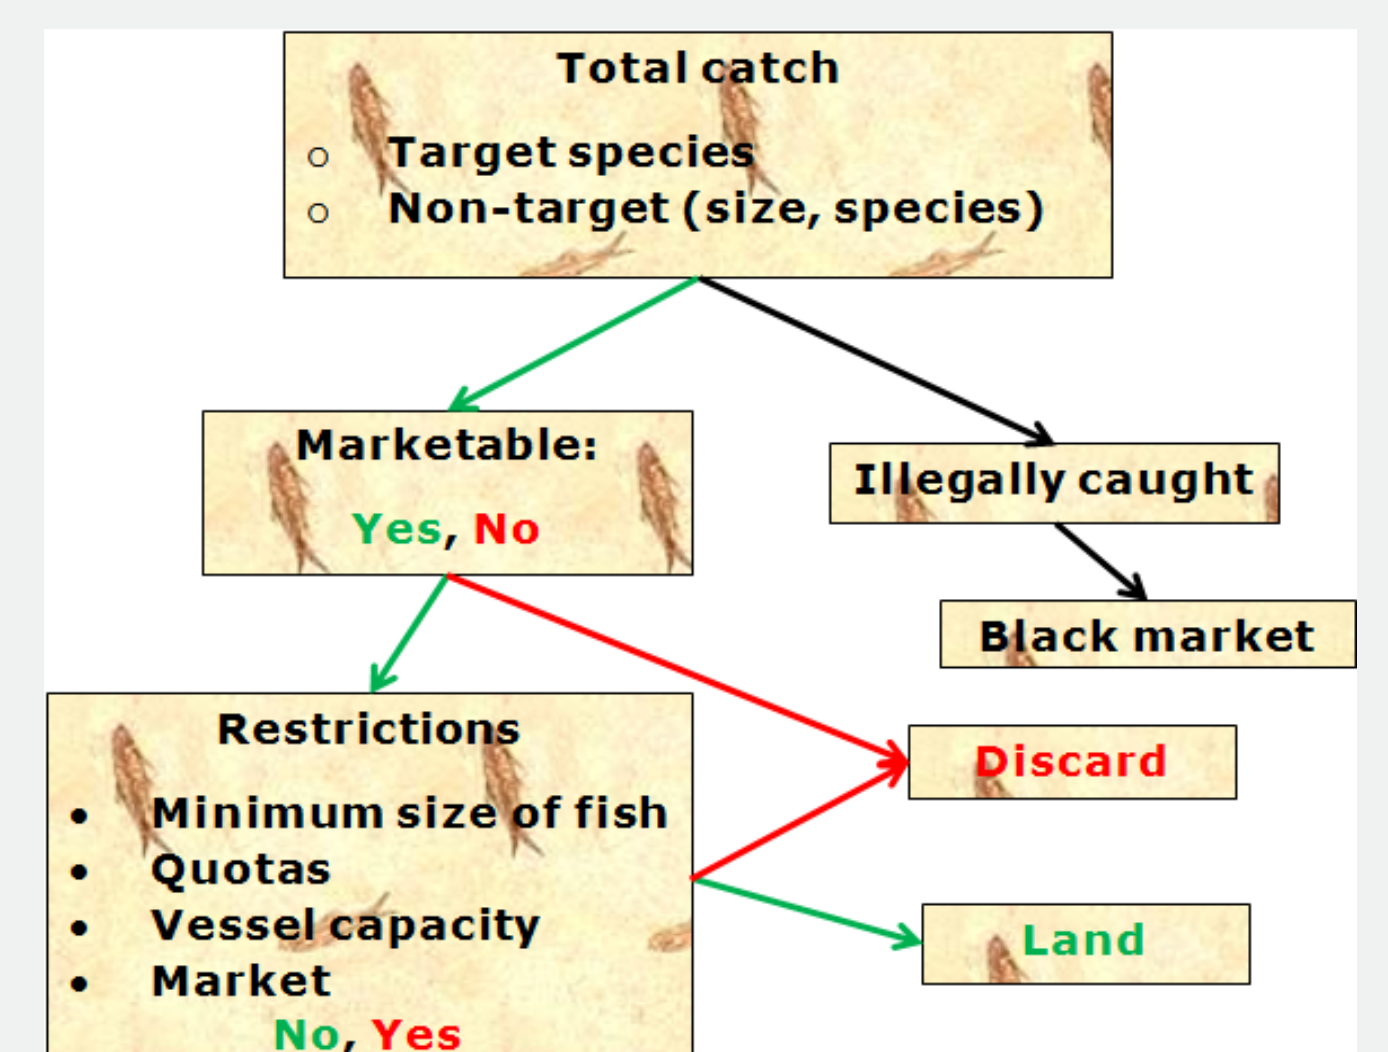 Total catch
o Target species
o Non-target (size, species)
Marketable:
Yes, No
Illegally caught
Black market
Restrictions
• Minimum size of fish
• Quotas
• Vessel capacity
• Market
No, Yes
Discard
Land